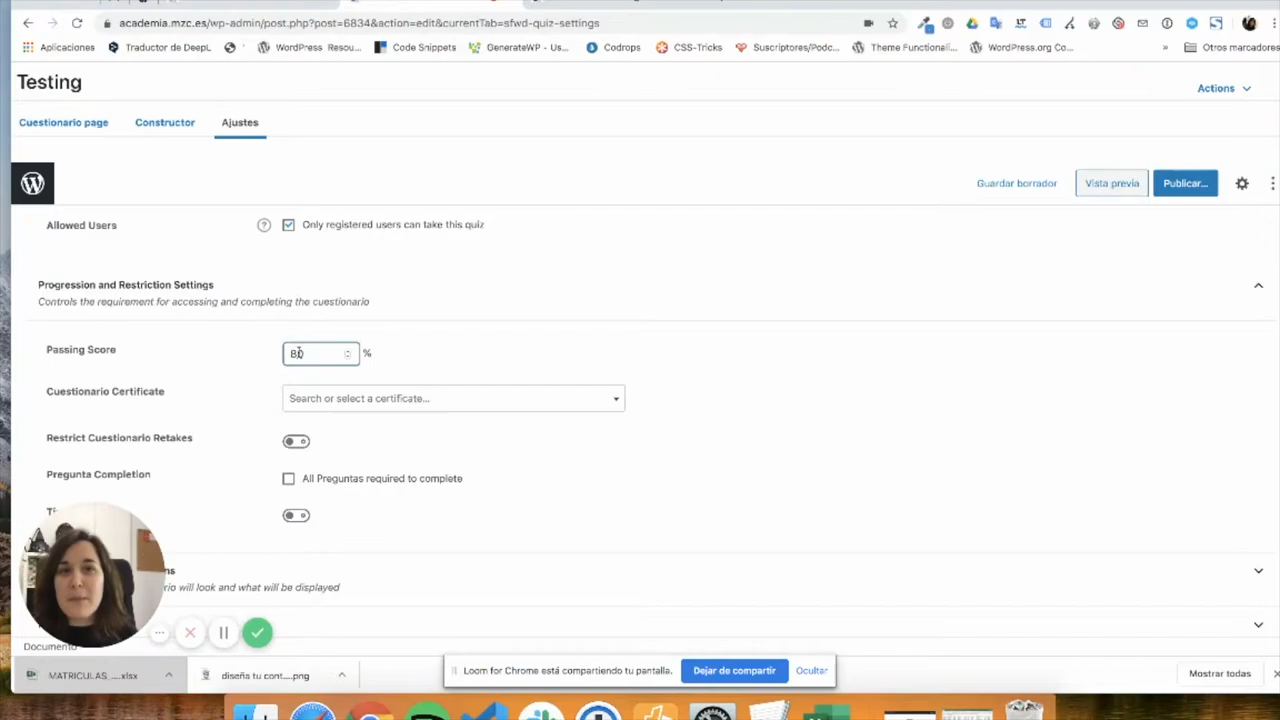 academia.mzc.es/wp-admin/post.php?post=6834&action=edit&currentTab=sfwd-quiz-settings
Aplicaciones Traductor de DeepL WordPress Resou... Code Snippets GenerateWP - Us... Codrops CSS-Tricks Suscriptores/Podc... Theme Functionali... WordPress.org Co... » Otros marcadores
Testing
Actions
Cuestionario page Constructor Ajustes
Guardar borrador Vista previa Publicar...
Allowed Users ? Only registered users can take this quiz
Progression and Restriction Settings
Controls the requirement for accessing and completing the cuestionario
Passing Score 80 %
Cuestionario Certificate Search or select a certificate...
Restrict Cuestionario Retakes
Pregunta Completion All Preguntas required to complete
rio will look and what will be displayed
Documento
Loom for Chrome está compartiendo tu pantalla. Dejar de compartir Ocultar
MATRICULAS_....xlsx diseña tu cont....png Mostrar todas